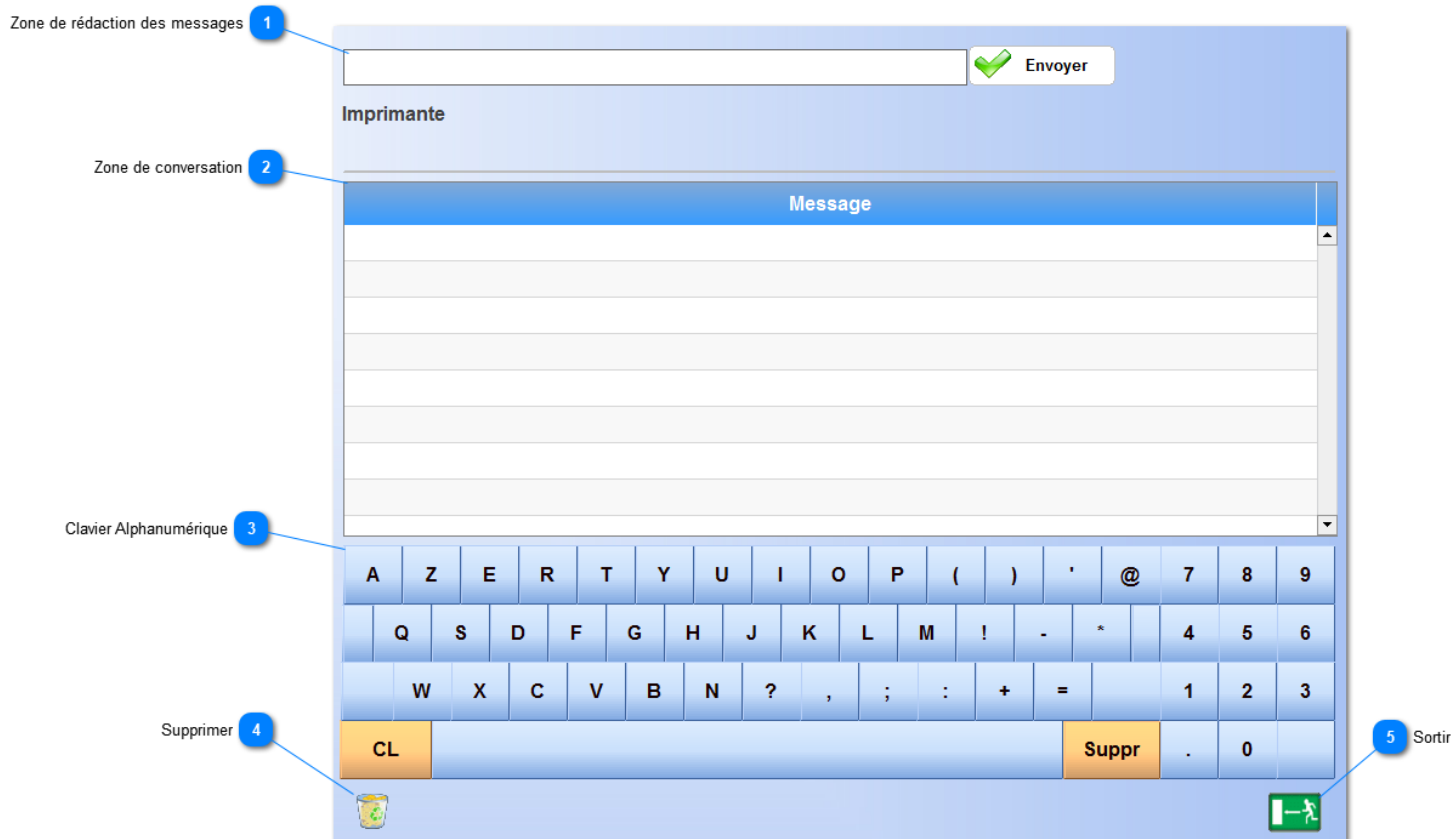 Zone de rédaction des messages 1
Envoyer
Imprimante
Zone de conversation 2
Message
Clavier Alphanumérique 3
A Z E R T Y U I O P ( ) ' @ 7 8 9
Q S D F G H J K L M ! - * 4 5 6
W X C V B N ? , ; : + = 1 2 3
Supprimer 4
CL Suppr . 0
5 Sortir